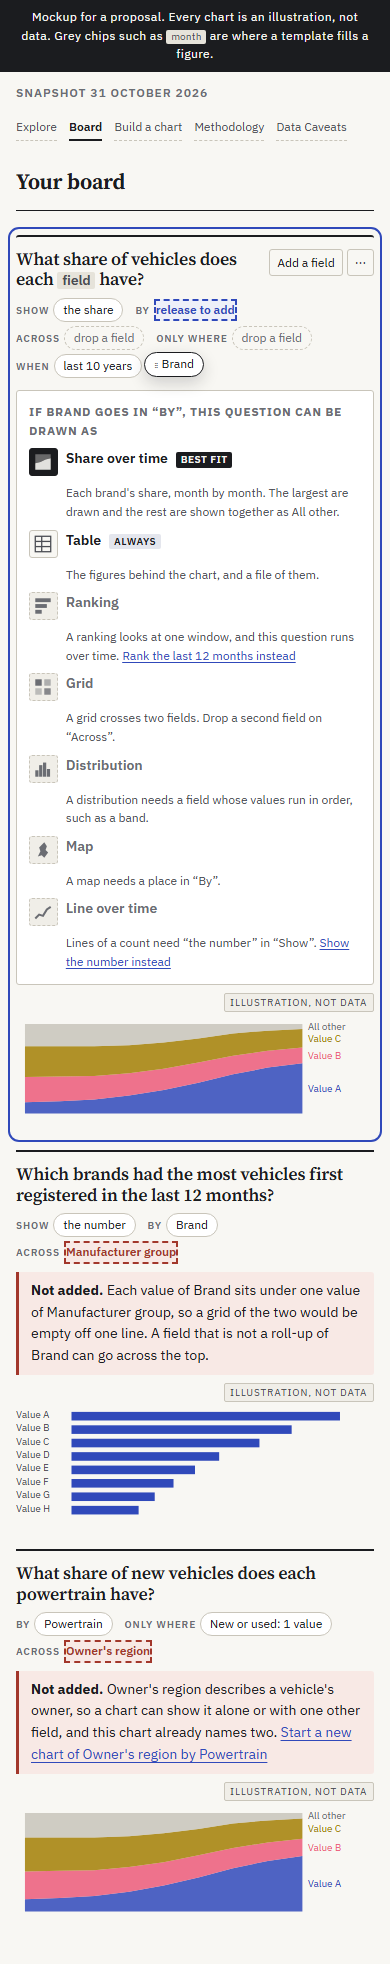 Mockup for a proposal. Every chart is an illustration, not
data. Grey chips such as month are where a template fills a
figure.
SNAPSHOT 31 OCTOBER 2026
Explore Board Build a chart Methodology Data Caveats
Your board
What share of vehicles does
each field have?
Add a field ···
SHOW the share BY release to add
ACROSS drop a field ONLY WHERE drop a field
WHEN last 10 years Brand
IF BRAND GOES IN “BY”, THIS QUESTION CAN BE
DRAWN AS
Share over time BEST FIT
Each brand's share, month by month. The largest are
drawn and the rest are shown together as All other.
Table ALWAYS
The figures behind the chart, and a file of them.
Ranking
A ranking looks at one window, and this question runs
over time. Rank the last 12 months instead
Grid
A grid crosses two fields. Drop a second field on
“Across”.
Distribution
A distribution needs a field whose values run in order,
such as a band.
Map
A map needs a place in “By”.
Line over time
Lines of a count need “the number” in “Show”. Show
the number instead
ILLUSTRATION, NOT DATA
All other
Value C
Value B
Value A
Which brands had the most vehicles first
registered in the last 12 months?
SHOW the number BY Brand
ACROSS Manufacturer group
Not added. Each value of Brand sits under one value
of Manufacturer group, so a grid of the two would be
empty off one line. A field that is not a roll-up of
Brand can go across the top.
ILLUSTRATION, NOT DATA
Value A
Value B
Value C
Value D
Value E
Value F
Value G
Value H
What share of new vehicles does each
powertrain have?
BY Powertrain ONLY WHERE New or used: 1 value
ACROSS Owner's region
Not added. Owner's region describes a vehicle's
owner, so a chart can show it alone or with one other
field, and this chart already names two. Start a new
chart of Owner's region by Powertrain
ILLUSTRATION, NOT DATA
All other
Value C
Value B
Value A